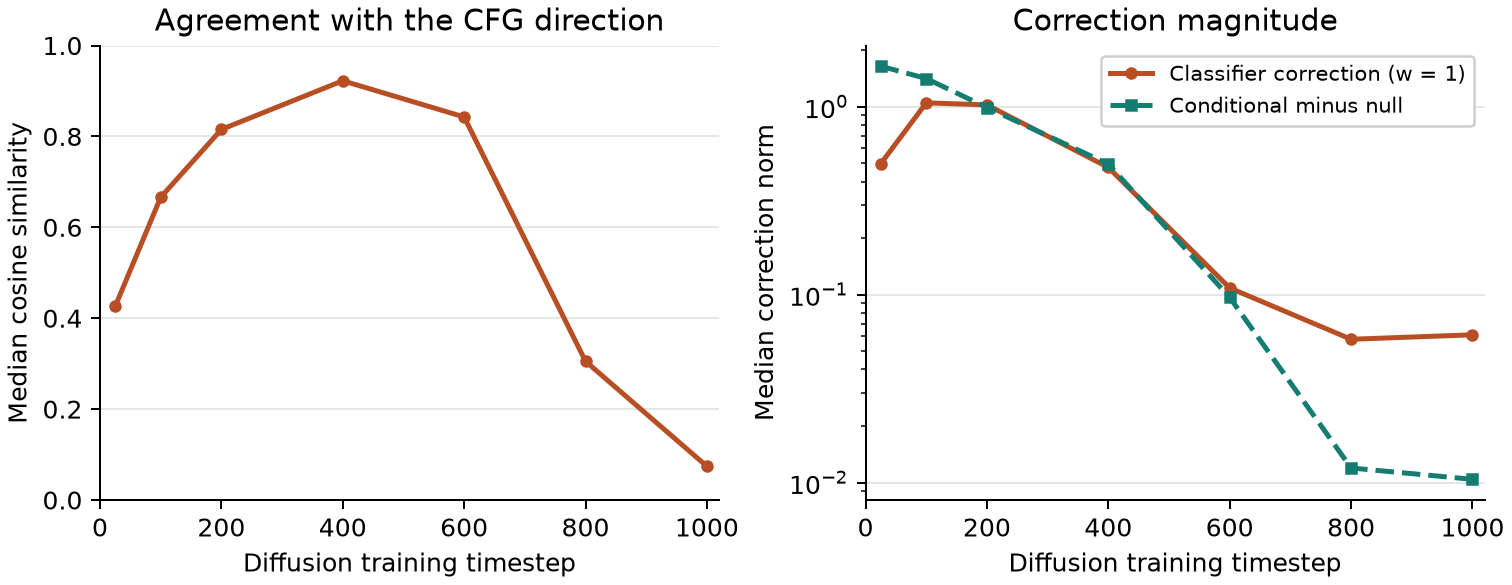 Agreement with the CFG direction
Median cosine similarity
1.0
0.8
0.6
0.4
0.2
0.0
0 200 400 600 800 1000
Diffusion training timestep
Correction magnitude
Median correction norm
Classifier correction (w = 1)
Conditional minus null
10⁰
10⁻¹
10⁻²
0 200 400 600 800 1000
Diffusion training timestep